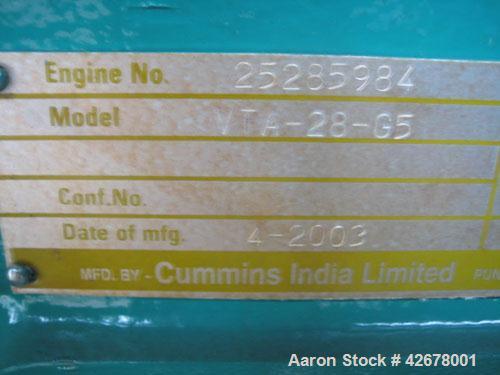 Engine No. 25285984
Model VTA-28-G5
Conf.No.
Date of mfg. 4-2003
MFD. BY - Cummins India Limited PUN
Aaron Stock # 42678001